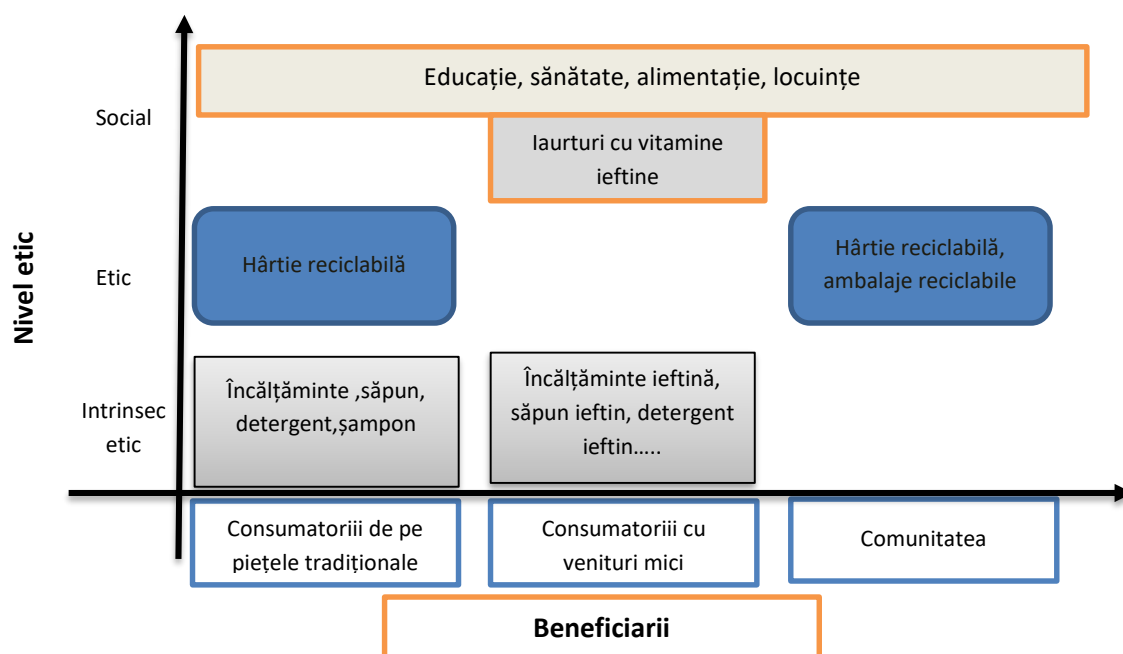 Educație, sănătate, alimentație, locuințe
Social
Iaurturi cu vitamine
ieftine
Nivel etic
Etic
Hârtie reciclabilă
Hârtie reciclabilă,
ambalaje reciclabile
Intrinsec
etic
Încălțăminte ,săpun,
detergent,șampon
Încălțăminte ieftină,
săpun ieftin, detergent
ieftin…..
Consumatoriii de pe
piețele tradiționale
Consumatoriii cu
venituri mici
Comunitatea
Beneficiarii